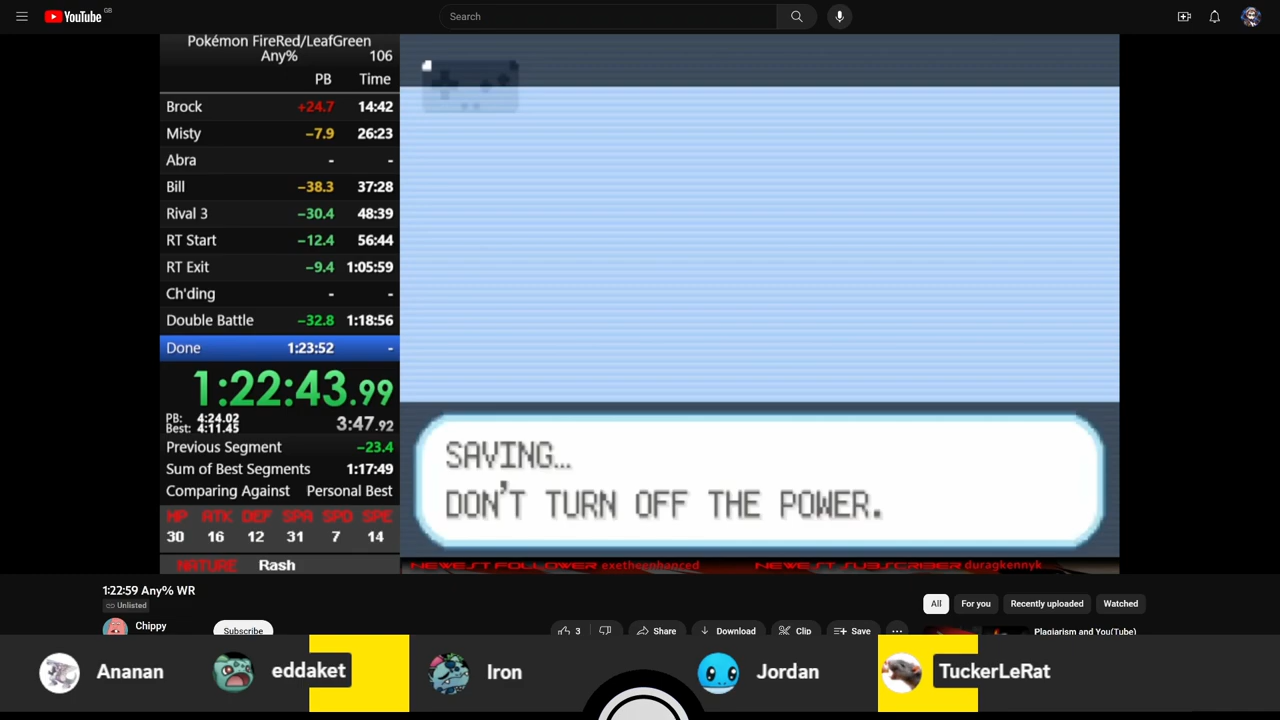 YouTube GB
Search
Pokémon FireRed/LeafGreen
Any% 106
PB Time
Brock +24.7 14:42
Misty −7.9 26:23
Abra - -
Bill −38.3 37:28
Rival 3 −30.4 48:39
RT Start −12.4 56:44
RT Exit −9.4 1:05:59
Ch'ding - -
Double Battle −32.8 1:18:56
Done 1:23:52 -
1:22:43.99
PB: 4:24.02
Best: 4:11.45
3:47.92
Previous Segment −23.4
Sum of Best Segments 1:17:49
Comparing Against Personal Best
HP ATK DEF SPA SPD SPE
30 16 12 31 7 14
NATURE Rash
SAVING...
DON'T TURN OFF THE POWER.
NEWEST FOLLOWER exetheenhanced NEWEST SUBSCRIBER duragkennyk
1:22:59 Any% WR
Unlisted
Chippy
Subscribe
3
Share
Download
Clip
Save
...
All
For you
Recently uploaded
Watched
Plagiarism and You(Tube)
Ananan
eddaket
Iron
Jordan
TuckerLeRat